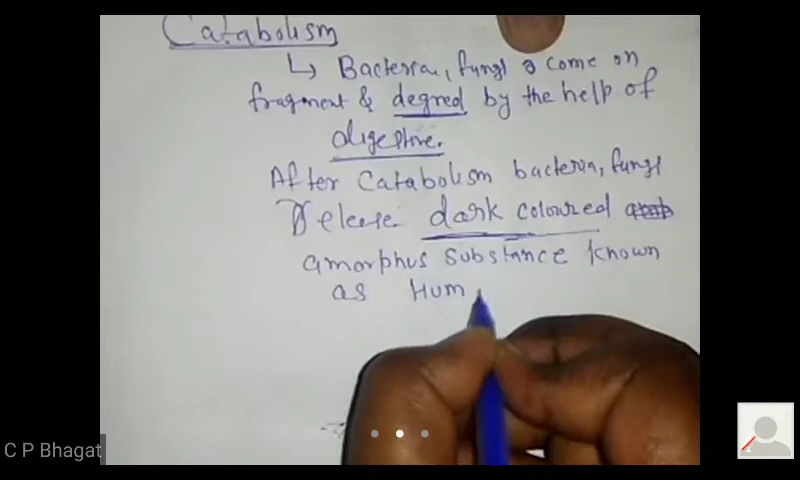 Catabolism
↳ Bacteria, fungi come on
fragment & degred by the help of
digestive.
After Catabolism bacteria, fungi
Release dark coloured
amorphus substance known
as Hum
C P Bhagat